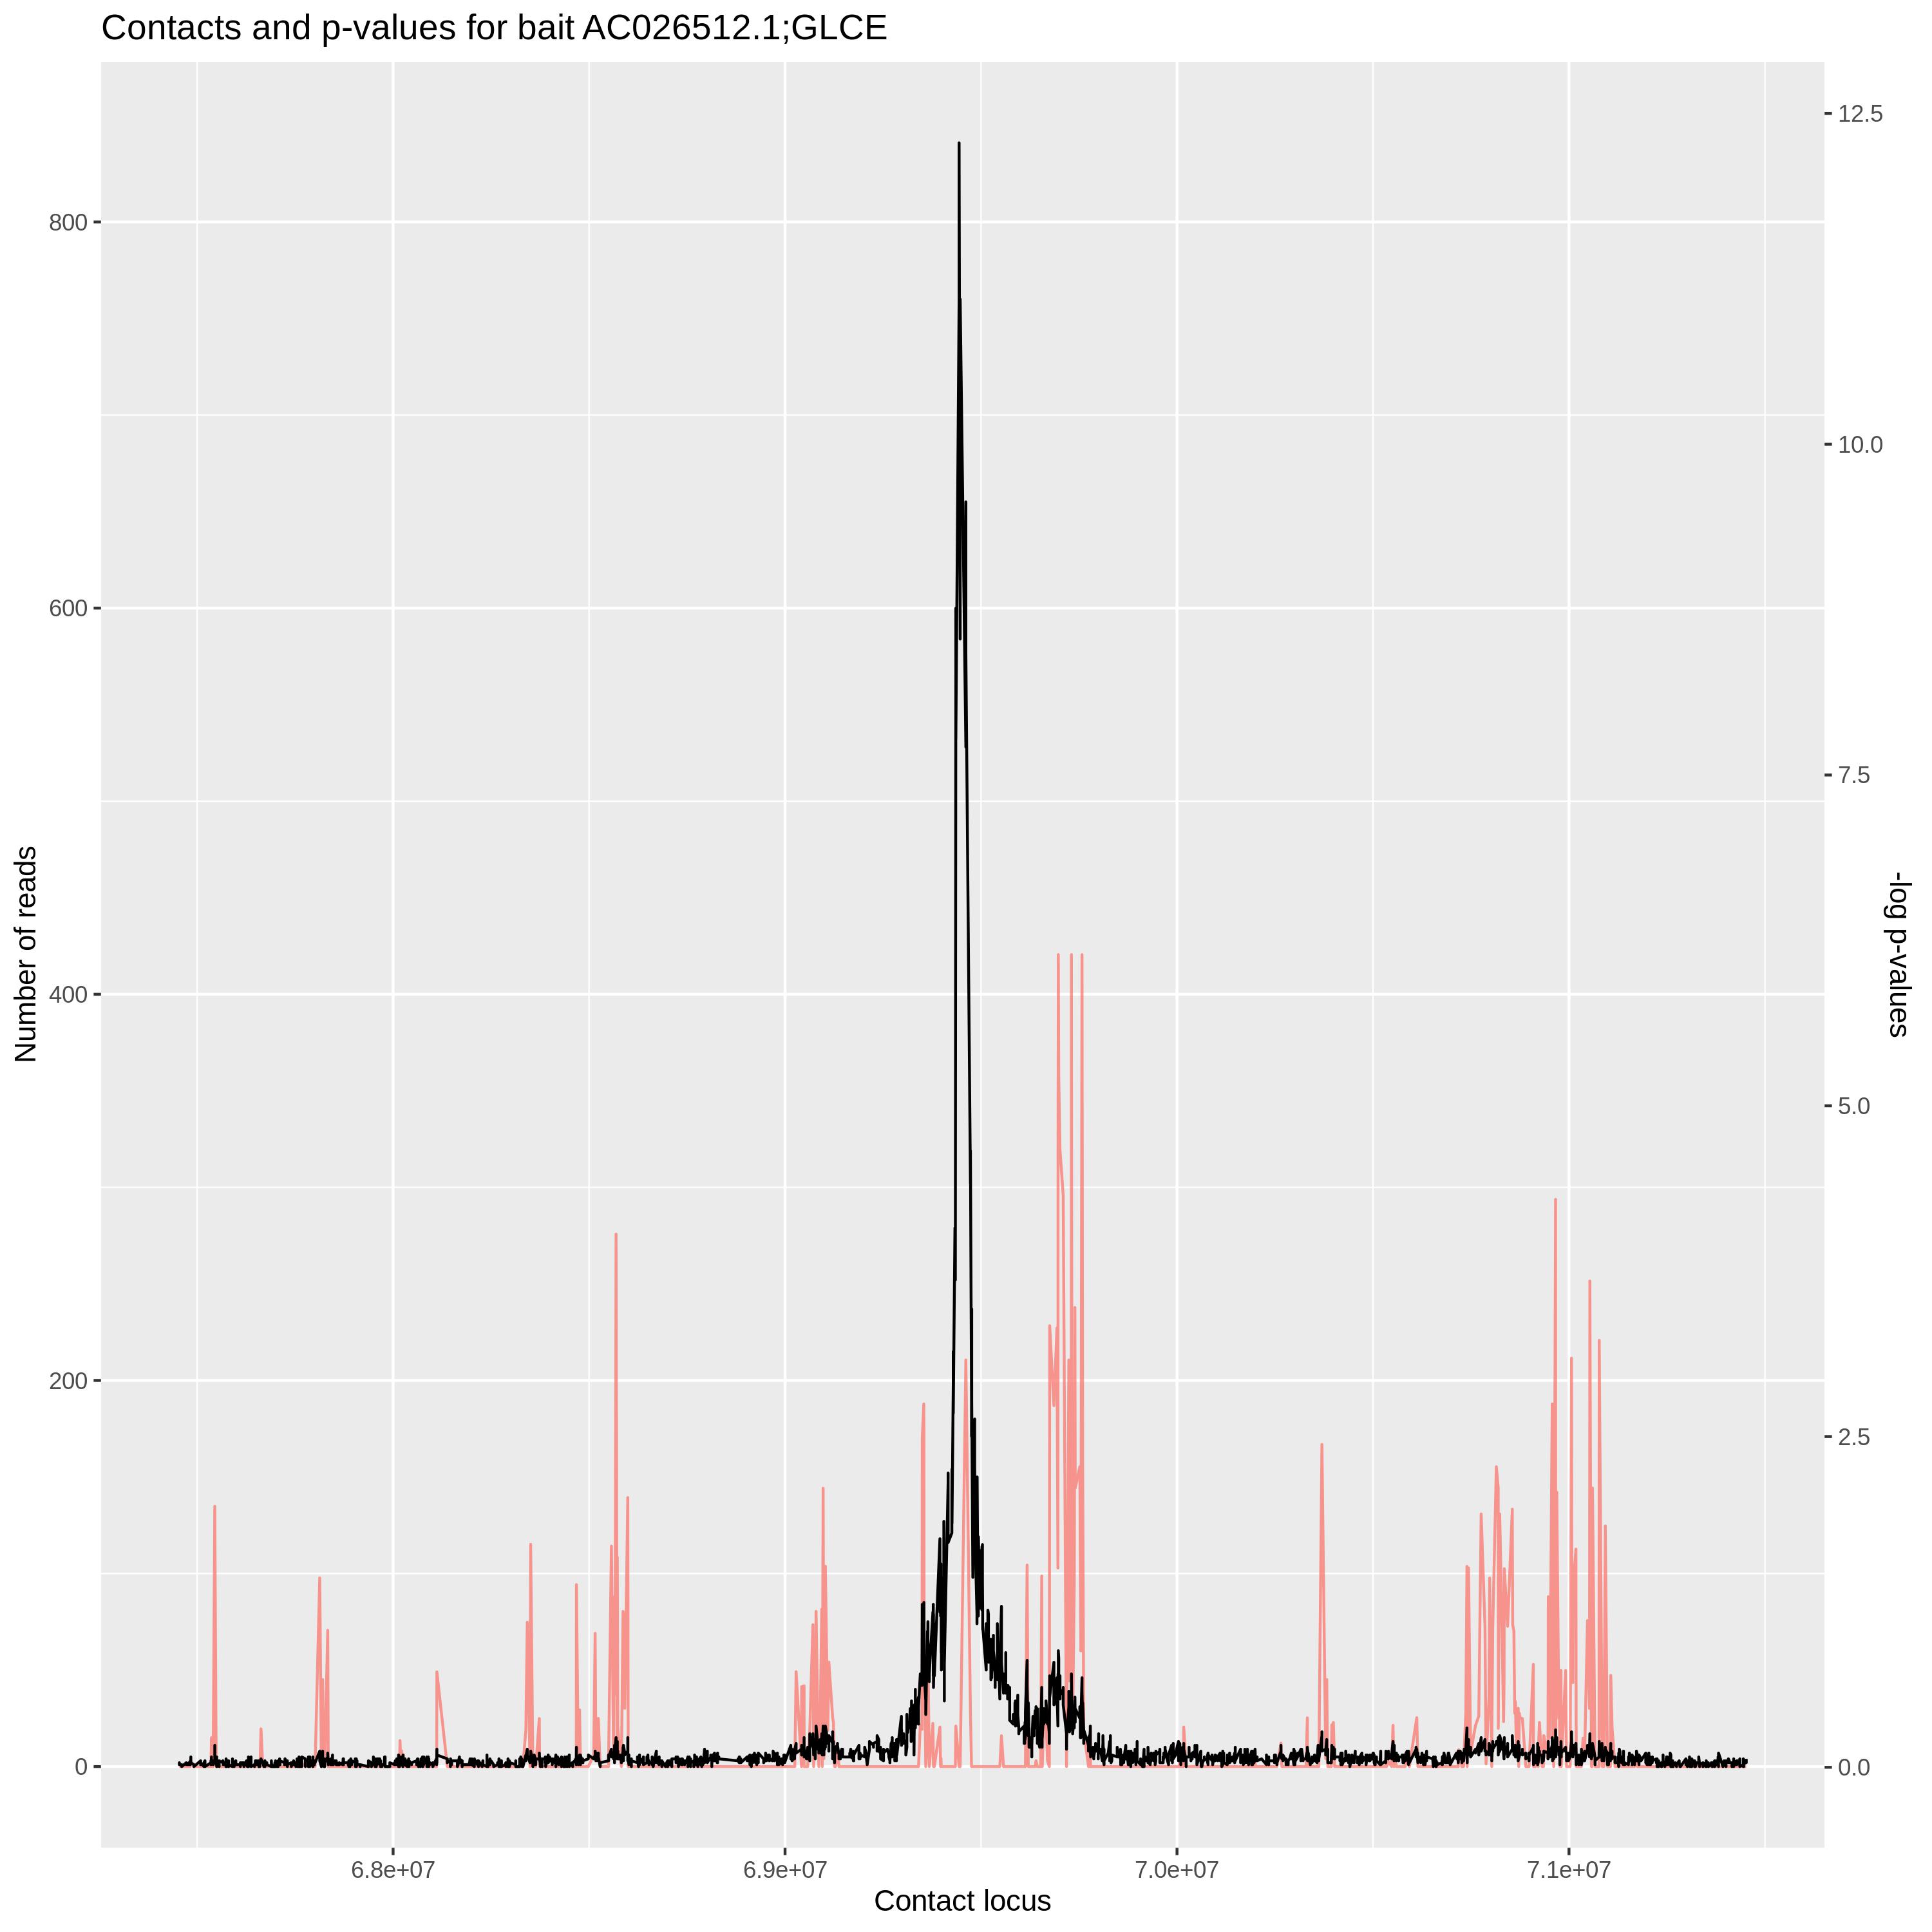 Contacts and p-values for bait AC026512.1;GLCE
Number of reads
800
600
400
200
0
12.5
10.0
7.5
5.0
2.5
0.0
-log p-values
6.8e+07
6.9e+07
7.0e+07
7.1e+07
Contact locus